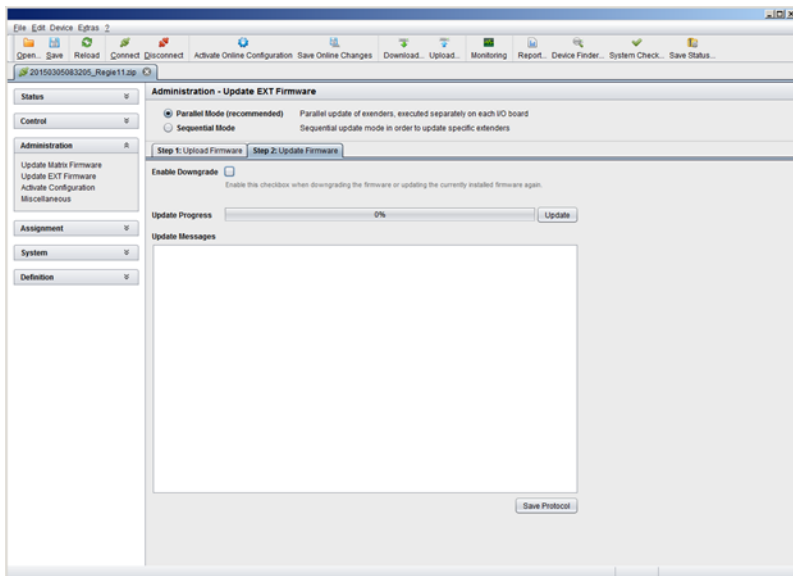 File Edit Device Extras ?
Open... Save Reload Connect Disconnect Activate Online Configuration Save Online Changes Download... Upload... Monitoring Report... Device Finder... System Check... Save Status...
20150305083205_Regie11.zip
Status
Control
Administration
Update Matrix Firmware
Update EXT Firmware
Activate Configuration
Miscellaneous
Assignment
System
Definition
Administration - Update EXT Firmware
Parallel Mode (recommended) Parallel update of exenders, executed separately on each I/O board
Sequential Mode Sequential update mode in order to update specific extenders
Step 1: Upload Firmware Step 2: Update Firmware
Enable Downgrade
Enable this checkbox when downgrading the firmware or updating the currently installed firmware again.
Update Progress 0% Update
Update Messages
Save Protocol